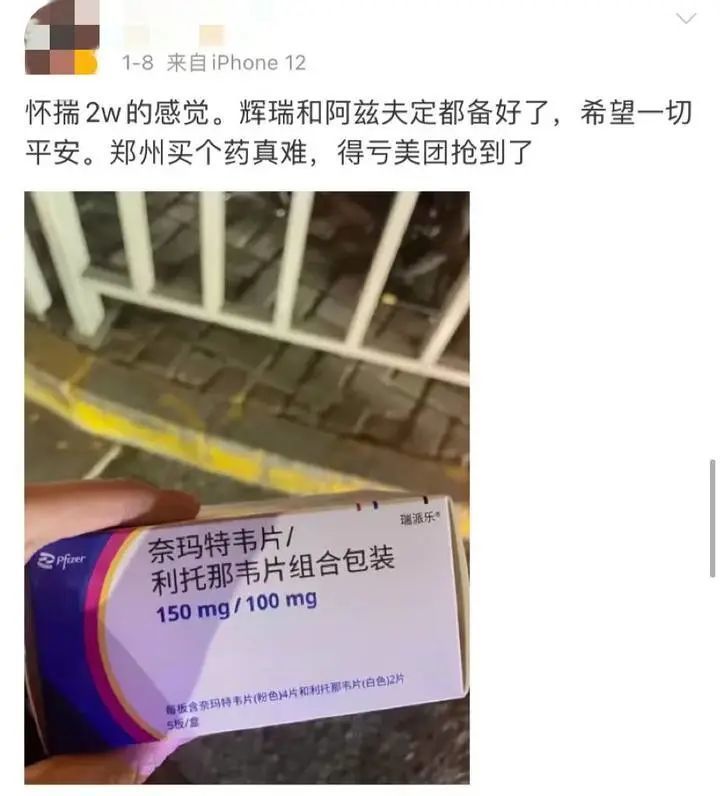 1-8 来自iPhone 12
怀揣2w的感觉。辉瑞和阿兹夫定都备好了，希望一切
平安。郑州买个药真难，得亏美团抢到了
瑞派乐®
Pfizer
奈玛特韦片/
利托那韦片组合包装
150 mg/100 mg
每板含奈玛特韦片(粉色)4片和利托那韦片(白色)2片
5板/盒